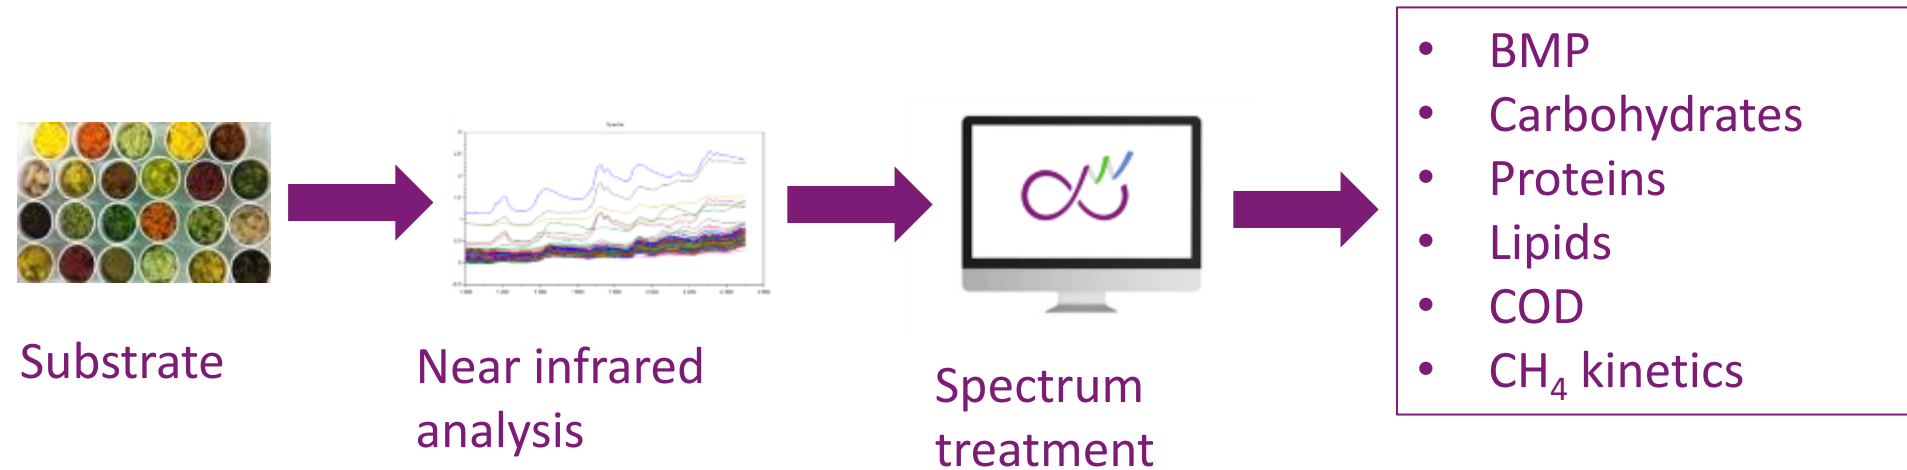 Substrate
Near infrared
analysis
Spectrum
treatment
• BMP
• Carbohydrates
• Proteins
• Lipids
• COD
• CH₄ kinetics